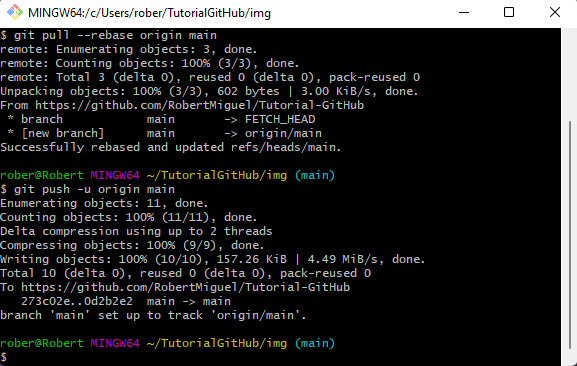 MINGW64:/c/Users/rober/TutorialGitHub/img
$ git pull --rebase origin main
remote: Enumerating objects: 3, done.
remote: Counting objects: 100% (3/3), done.
remote: Total 3 (delta 0), reused 0 (delta 0), pack-reused 0
Unpacking objects: 100% (3/3), 602 bytes | 3.00 KiB/s, done.
From https://github.com/RobertMiguel/Tutorial-GitHub
 * branch            main       -> FETCH_HEAD
 * [new branch]      main       -> origin/main
Successfully rebased and updated refs/heads/main.
rober@Robert MINGW64 ~/TutorialGitHub/img (main)
$ git push -u origin main
Enumerating objects: 11, done.
Counting objects: 100% (11/11), done.
Delta compression using up to 2 threads
Compressing objects: 100% (9/9), done.
Writing objects: 100% (10/10), 157.26 KiB | 4.49 MiB/s, done.
Total 10 (delta 0), reused 0 (delta 0), pack-reused 0
To https://github.com/RobertMiguel/Tutorial-GitHub
   273c02e..0d2b2e2  main -> main
branch 'main' set up to track 'origin/main'.
rober@Robert MINGW64 ~/TutorialGitHub/img (main)
$